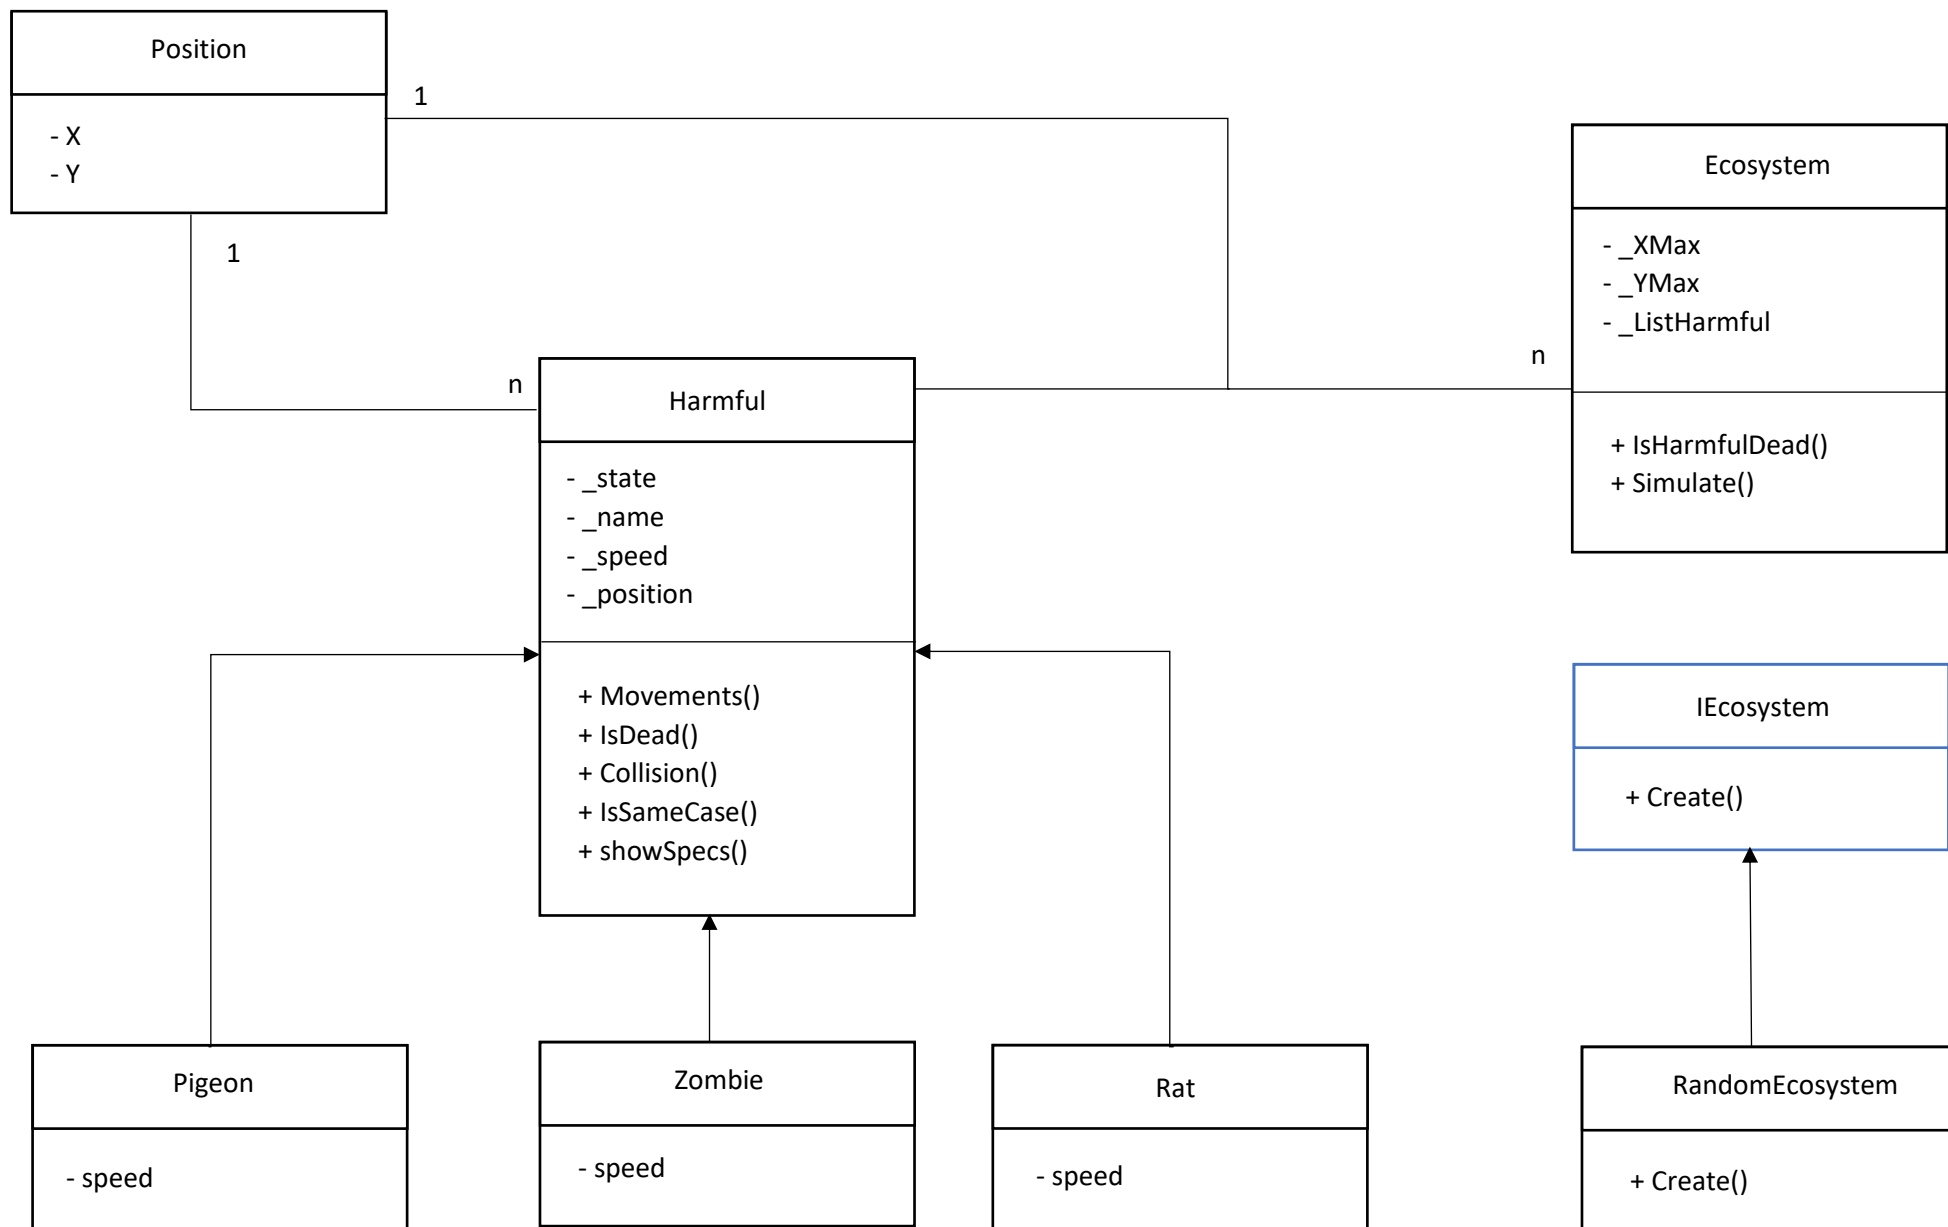 Position
- X
- Y
1
1
Ecosystem
- _XMax
- _YMax
- _ListHarmful
+ IsHarmfulDead()
+ Simulate()
n
n
Harmful
- _state
- _name
- _speed
- _position
+ Movements()
+ IsDead()
+ Collision()
+ IsSameCase()
+ showSpecs()
IEcosystem
+ Create()
Pigeon
- speed
Zombie
- speed
Rat
- speed
RandomEcosystem
+ Create()